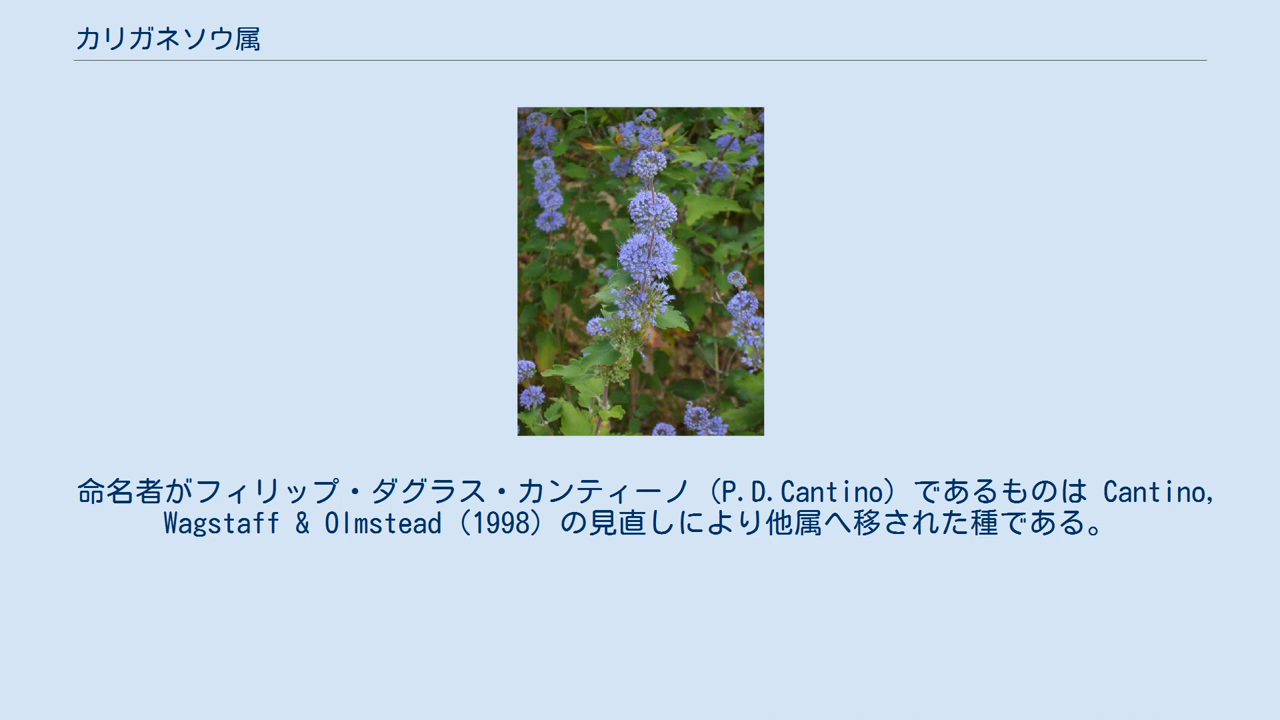 カリガネソウ属
命名者がフィリップ・ダグラス・カンティーノ（P.D.Cantino）であるものは Cantino,
Wagstaff & Olmstead（1998）の見直しにより他属へ移された種である。